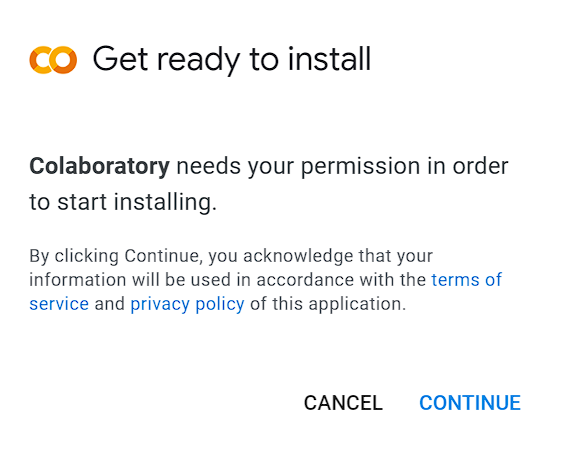 Get ready to install
Colaboratory needs your permission in order
to start installing.
By clicking Continue, you acknowledge that your
information will be used in accordance with the terms of
service and privacy policy of this application.
CANCEL CONTINUE